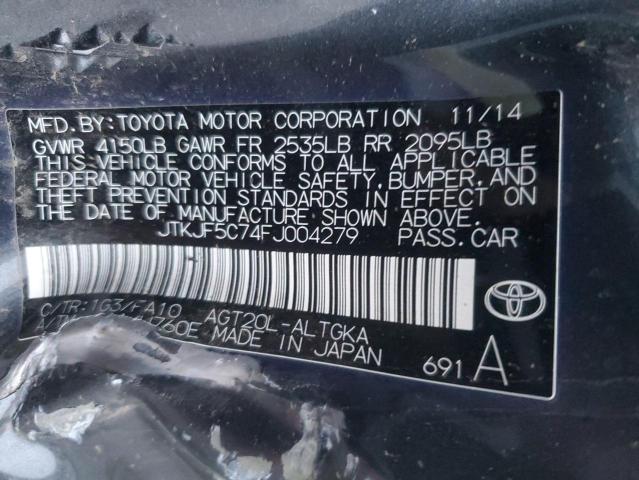 MFD.BY:TOYOTA MOTOR CORPORATION 11/14
GVWR 4150LB GAWR FR 2535LB RR 2095LB
THIS VEHICLE CONFORMS TO ALL APPLICABLE
FEDERAL MOTOR VEHICLE SAFETY,BUMPER,AND
THEFT PREVENTION STANDARDS IN EFFECT ON
THE DATE OF MANUFACTURE SHOWN ABOVE.
JTKJF5C74FJ004279 PASS.CAR
C/TR:1G3/FA10 AGT20L-ALTGKA
760E MADE IN JAPAN
691 A